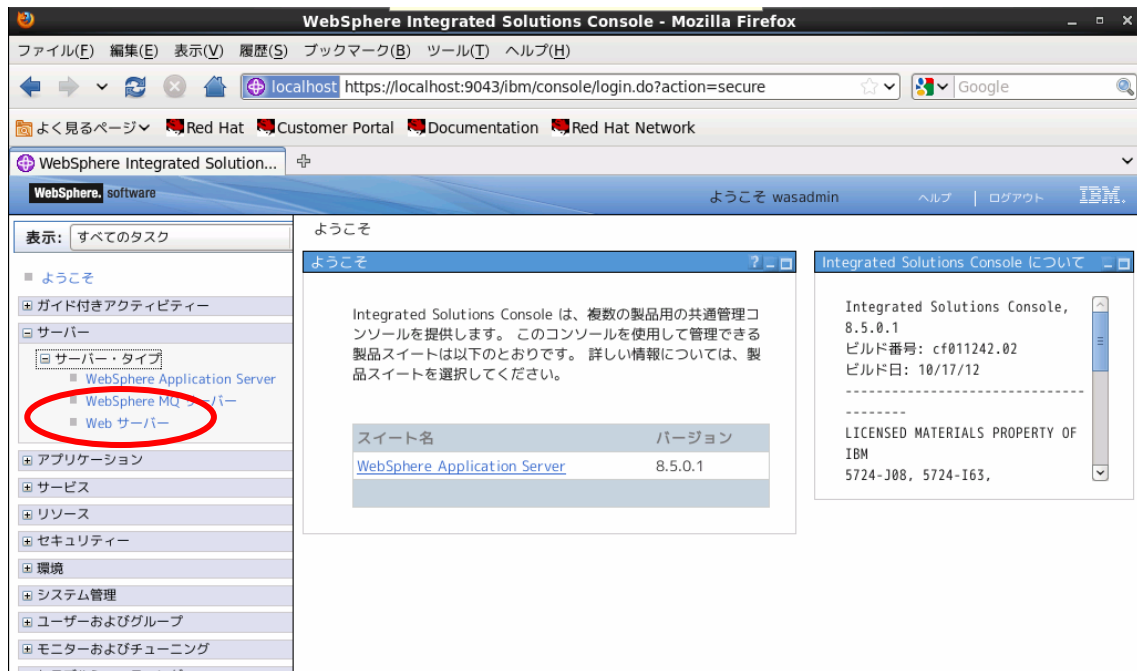 WebSphere Integrated Solutions Console - Mozilla Firefox
ファイル(F) 編集(E) 表示(V) 履歴(S) ブックマーク(B) ツール(T) ヘルプ(H)
localhost https://localhost:9043/ibm/console/login.do?action=secure
Google
よく見るページ Red Hat Customer Portal Documentation Red Hat Network
WebSphere Integrated Solution...
WebSphere. software
ようこそ wasadmin
ヘルプ | ログアウト
IBM.
表示: すべてのタスク
ようこそ
ガイド付きアクティビティー
サーバー
サーバー・タイプ
WebSphere Application Server
WebSphere MQ サーバー
Web サーバー
アプリケーション
サービス
リソース
セキュリティー
環境
システム管理
ユーザーおよびグループ
モニターおよびチューニング
ようこそ
ようこそ ?
Integrated Solutions Console は、複数の製品用の共通管理コ
ンソールを提供します。 このコンソールを使用して管理できる
製品スイートは以下のとおりです。 詳しい情報については、製
品スイートを選択してください。
スイート名 バージョン
WebSphere Application Server 8.5.0.1
Integrated Solutions Console について
Integrated Solutions Console,
8.5.0.1
ビルド番号: cf011242.02
ビルド日: 10/17/12
--------------------------------
--------
LICENSED MATERIALS PROPERTY OF
IBM
5724-J08, 5724-I63,